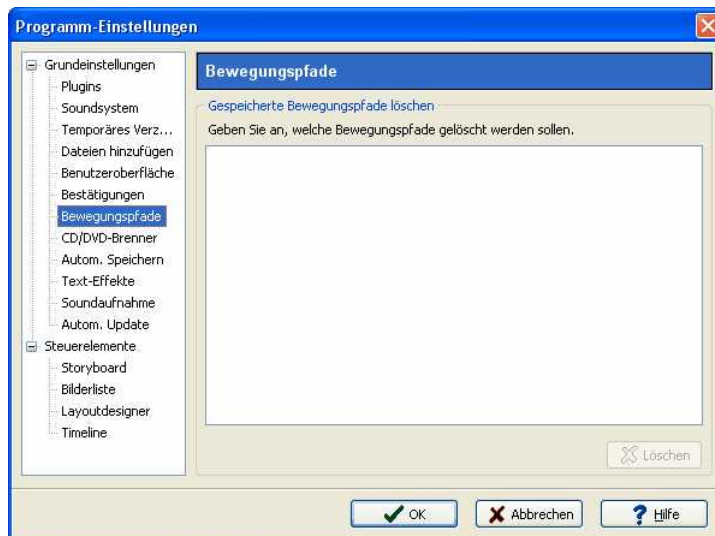 Programm-Einstellungen
Grundeinstellungen
Plugins
Soundsystem
Temporäres Verz...
Dateien hinzufügen
Benutzeroberfläche
Bestätigungen
Bewegungspfade
CD/DVD-Brenner
Autom. Speichern
Text-Effekte
Soundaufnahme
Autom. Update
Steuerelemente
Storyboard
Bilderliste
Layoutdesigner
Timeline
Bewegungspfade
Gespeicherte Bewegungspfade löschen
Geben Sie an, welche Bewegungspfade gelöscht werden sollen.
Löschen
OK
Abbrechen
Hilfe